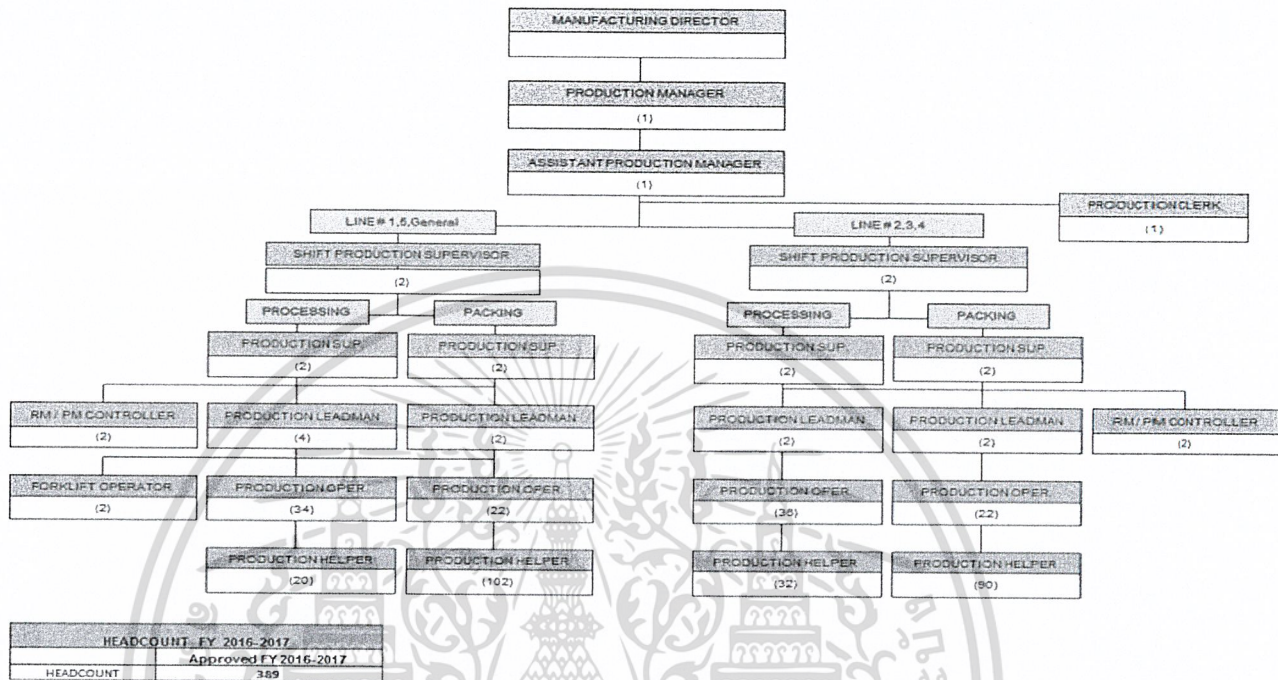 MANUFACTURING DIRECTOR
PRODUCTION MANAGER
(1)
ASSISTANT PRODUCTION MANAGER
(1)
PRODUCTION CLERK
(1)
LINE # 1,5,General
LINE # 2,3,4
SHIFT PRODUCTION SUPERVISOR
(2)
SHIFT PRODUCTION SUPERVISOR
(2)
PROCESSING
PACKING
PROCESSING
PACKING
PRODUCTION SUP.
(2)
PRODUCTION SUP.
(2)
PRODUCTION SUP.
(2)
PRODUCTION SUP.
(2)
RM / PM CONTROLLER
(2)
PRODUCTION LEADMAN
(4)
PRODUCTION LEADMAN
(2)
PRODUCTION LEADMAN
(2)
PRODUCTION LEADMAN
(2)
RM / PM CONTROLLER
(2)
FORKLIFT OPERATOR
(2)
PRODUCTION OPER.
(34)
PRODUCTION OPER.
(22)
PRODUCTION OPER.
PRODUCTION OPER.
(22)
PRODUCTION HELPER
(20)
PRODUCTION HELPER
(102)
PRODUCTION HELPER
(32)
PRODUCTION HELPER
(90)
HEADCOUNT FY 2016-2017
Approved FY 2016-2017
HEADCOUNT 389